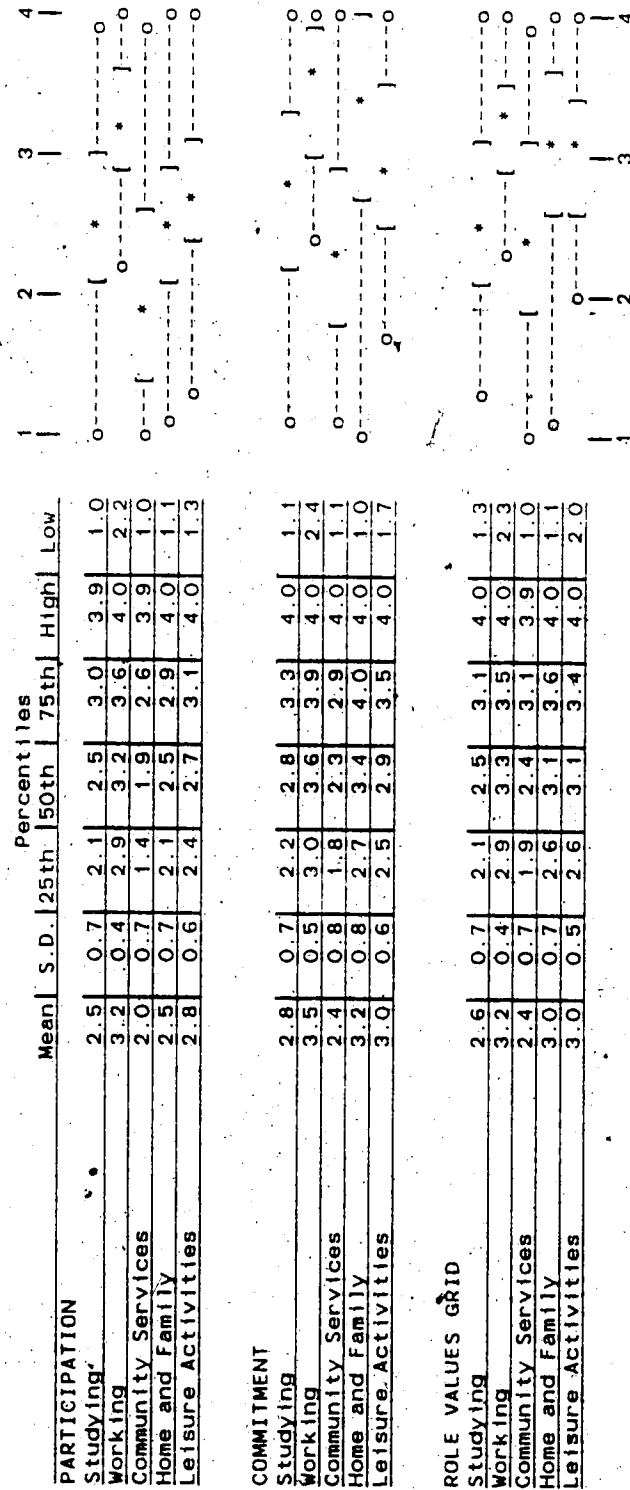 Percentiles
Mean | S.D. | 25th | 50th | 75th | High | Low
1 2 3 4
PARTICIPATION
Studying 2.5 0.7 2.1 2.5 3.0 3.9 1.0
Working 3.2 0.4 2.9 3.2 3.6 4.0 2.2
Community Services 2.0 0.7 1.4 1.9 2.6 3.9 1.0
Home and Family 2.5 0.7 2.1 2.5 2.9 4.0 1.1
Leisure Activities 2.8 0.6 2.4 2.7 3.1 4.0 1.3
COMMITMENT
Studying 2.8 0.7 2.2 2.8 3.3 4.0 1.1
Working 3.5 0.5 3.0 3.6 3.9 4.0 2.4
Community Services 2.4 0.8 1.8 2.3 2.9 4.0 1.1
Home and Family 3.2 0.8 2.7 3.4 4.0 4.0 1.0
Leisure Activities 3.0 0.6 2.5 2.9 3.5 4.0 1.7
ROLE VALUES GRID
Studying 2.6 0.7 2.1 2.5 3.1 4.0 1.3
Working 3.2 0.4 2.9 3.3 3.5 4.0 2.3
Community Services 2.4 0.7 1.9 2.4 3.1 3.9 1.0
Home and Family 3.0 0.7 2.6 3.1 3.6 4.0 1.1
Leisure Activities 3.0 0.5 2.6 3.1 3.4 4.0 2.0
1 2 3 4